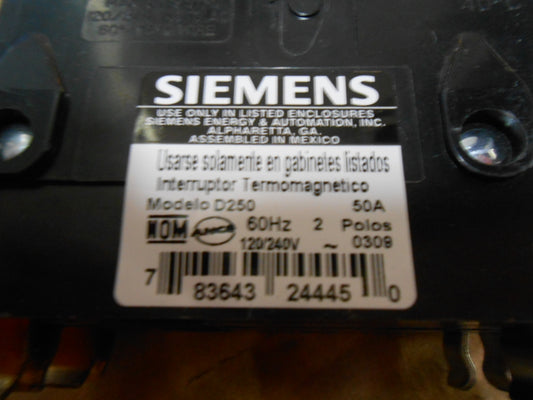 SIEMENS
USE ONLY IN LISTED ENCLOSURES
SIEMENS ENERGY & AUTOMATION, INC.
ALPHARETTA, GA.
ASSEMBLED IN MEXICO
Usarse solamente en gabinetes listados
Interruptor Termomagnetico
Modelo D250 50A
NOM ANCE 60Hz 2 Polos
120/240V ~ 0309
7 83643 24445 0